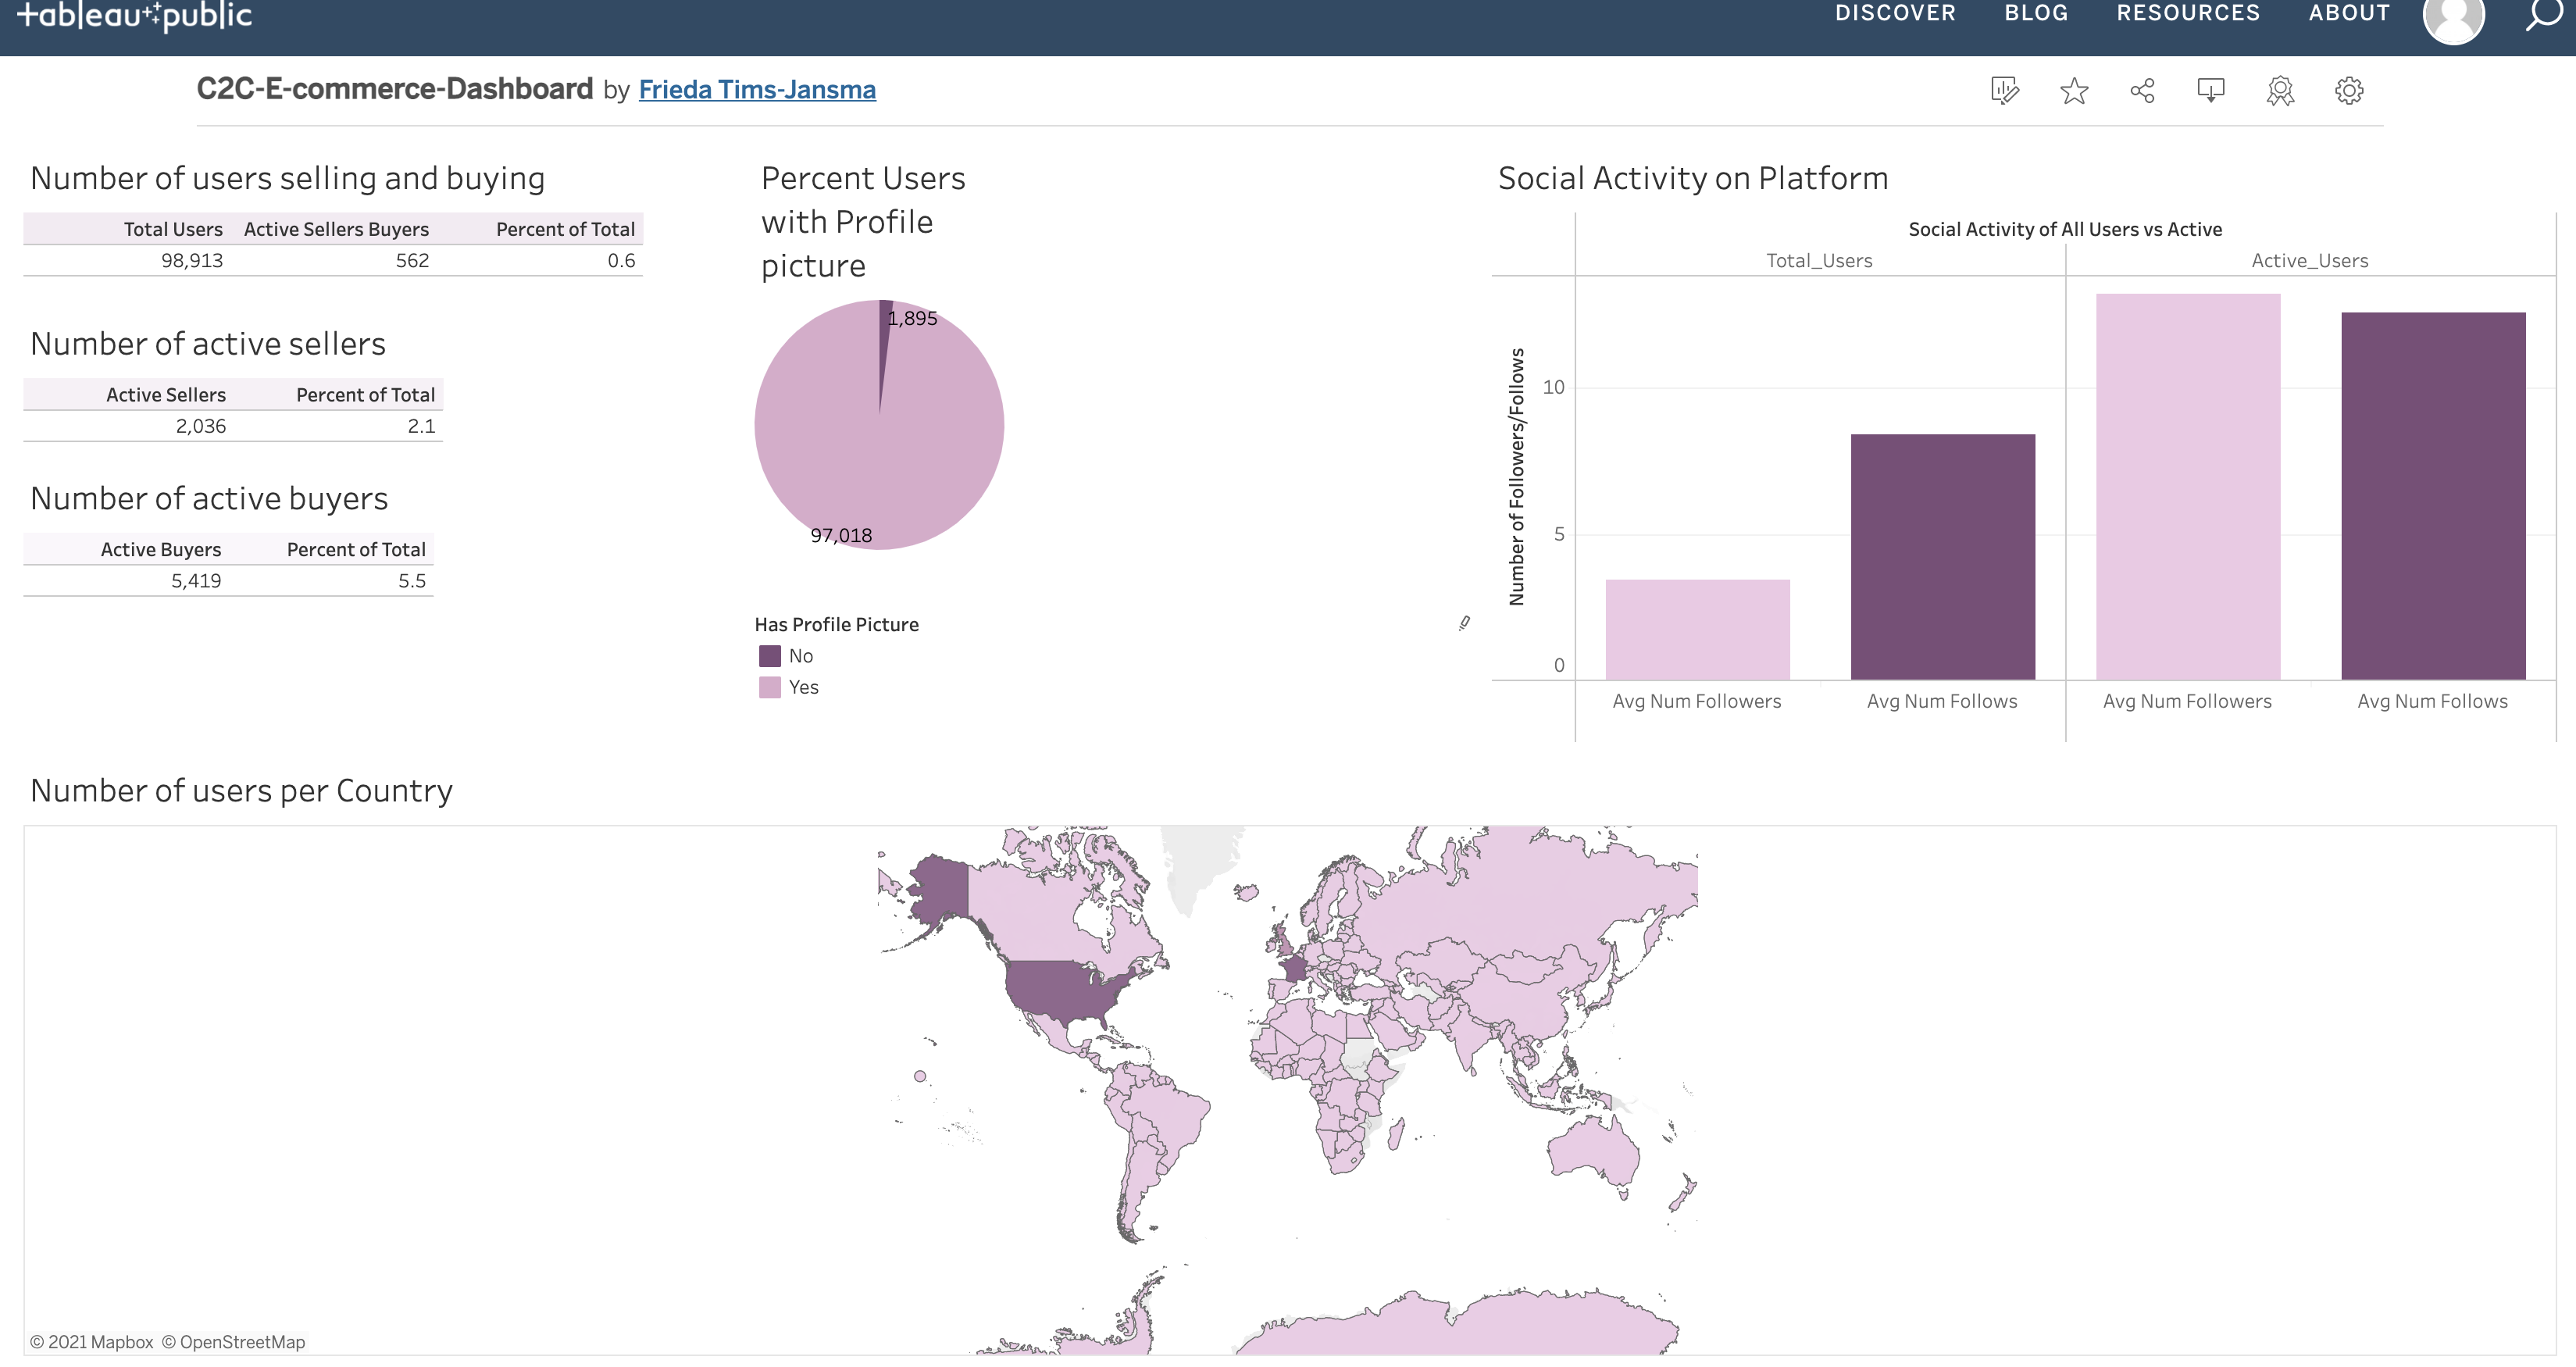 +ableau++public
DISCOVER BLOG RESOURCES ABOUT
C2C-E-commerce-Dashboard by Frieda Tims-Jansma
Number of users selling and buying
Total Users Active Sellers Buyers Percent of Total
98,913 562 0.6
Number of active sellers
Active Sellers Percent of Total
2,036 2.1
Number of active buyers
Active Buyers Percent of Total
5,419 5.5
Percent Users
with Profile
picture
1,895
97,018
Has Profile Picture
No
Yes
Social Activity on Platform
Social Activity of All Users vs Active
Total_Users Active_Users
Number of Followers/Follows
10
5
0
Avg Num Followers Avg Num Follows Avg Num Followers Avg Num Follows
Number of users per Country
© 2021 Mapbox © OpenStreetMap